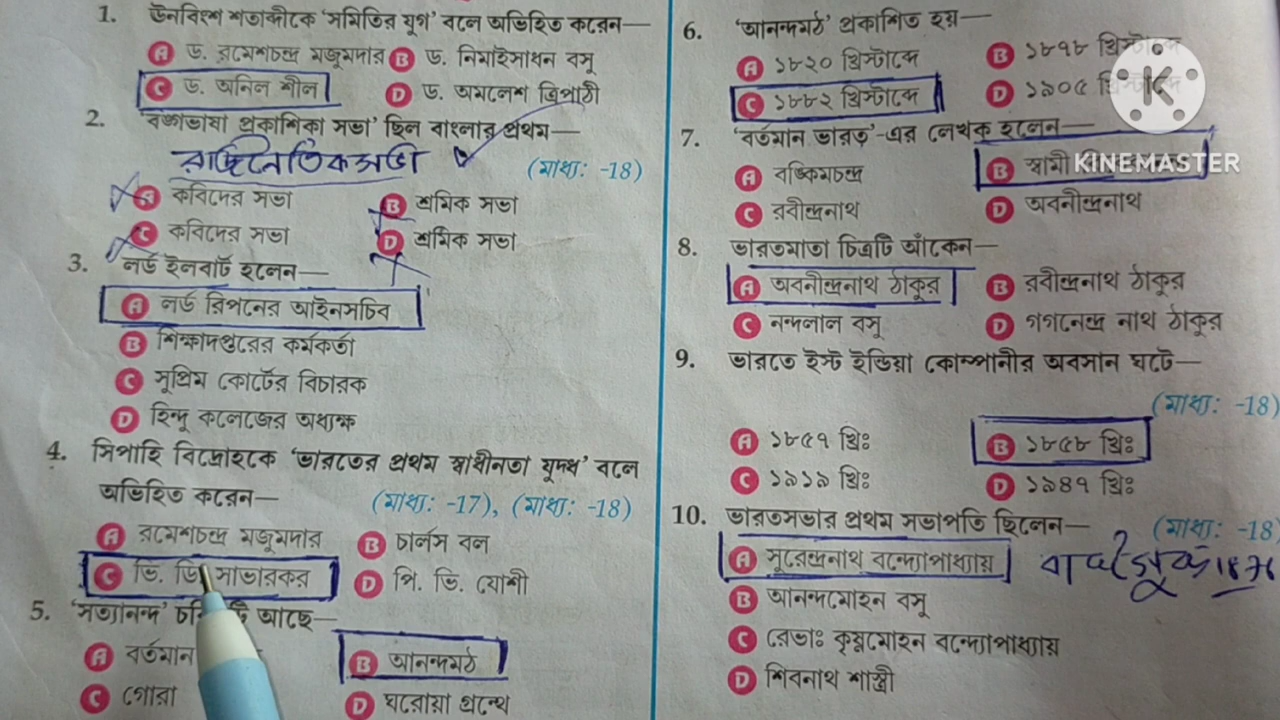 1. ঊনবিংশ শতাব্দীকে 'সমিতির যুগ' বলে অভিহিত করেন—
A ড. রমেশচন্দ্র মজুমদার B ড. নিমাইসাধন বসু
C ড. অনিল শীল D ড. অমলেশ ত্রিপাঠী
2. 'বঙ্গভাষা প্রকাশিকা সভা' ছিল বাংলার প্রথম—
রাজনৈতিক সভা
(মাধ্য: -18)
A কবিদের সভা B শ্রমিক সভা
C কবিদের সভা D শ্রমিক সভা
3. লর্ড ইলবার্ট হলেন—
A লর্ড রিপনের আইনসচিব
B শিক্ষাদপ্তরের কর্মকর্তা
C সুপ্রিম কোর্টের বিচারক
D হিন্দু কলেজের অধ্যক্ষ
4. সিপাহি বিদ্রোহকে 'ভারতের প্রথম স্বাধীনতা যুদ্ধ' বলে
অভিহিত করেন— (মাধ্য: -17), (মাধ্য: -18)
A রমেশচন্দ্র মজুমদার B চার্লস বল
C ভি. ডি. সাভারকর D পি. ভি. যোশী
5. 'সত্যানন্দ' আছে—
A বর্তমান B আনন্দমঠ
C গোরা D ঘরোয়া গ্রন্থে
6. 'আনন্দমঠ' প্রকাশিত হয়—
A ১৮২০ খ্রিস্টাব্দে B ১৮৭৮ খ্রিস্টাব্দে
C ১৮৮২ খ্রিস্টাব্দে D ১৯০৫
7. 'বর্তমান ভারত'-এর লেখক হলেন—
A বঙ্কিমচন্দ্র B স্বামী
C রবীন্দ্রনাথ D অবনীন্দ্রনাথ
8. ভারতমাতা চিত্রটি আঁকেন—
A অবনীন্দ্রনাথ ঠাকুর B রবীন্দ্রনাথ ঠাকুর
C নন্দলাল বসু D গগনেন্দ্র নাথ ঠাকুর
9. ভারতে ইস্ট ইন্ডিয়া কোম্পানীর অবসান ঘটে—
(মাধ্য: -18)
A ১৮৫৭ খ্রিঃ B ১৮৫৮ খ্রিঃ
C ১৯১৯ খ্রিঃ D ১৯৪৭ খ্রিঃ
10. ভারতসভার প্রথম সভাপতি ছিলেন— (মাধ্য: -18)
A সুরেন্দ্রনাথ বন্দ্যোপাধ্যায় 1876
B আনন্দমোহন বসু
C রেভাঃ কৃষ্ণমোহন বন্দ্যোপাধ্যায়
D শিবনাথ শাস্ত্রী
K
KINEMASTER